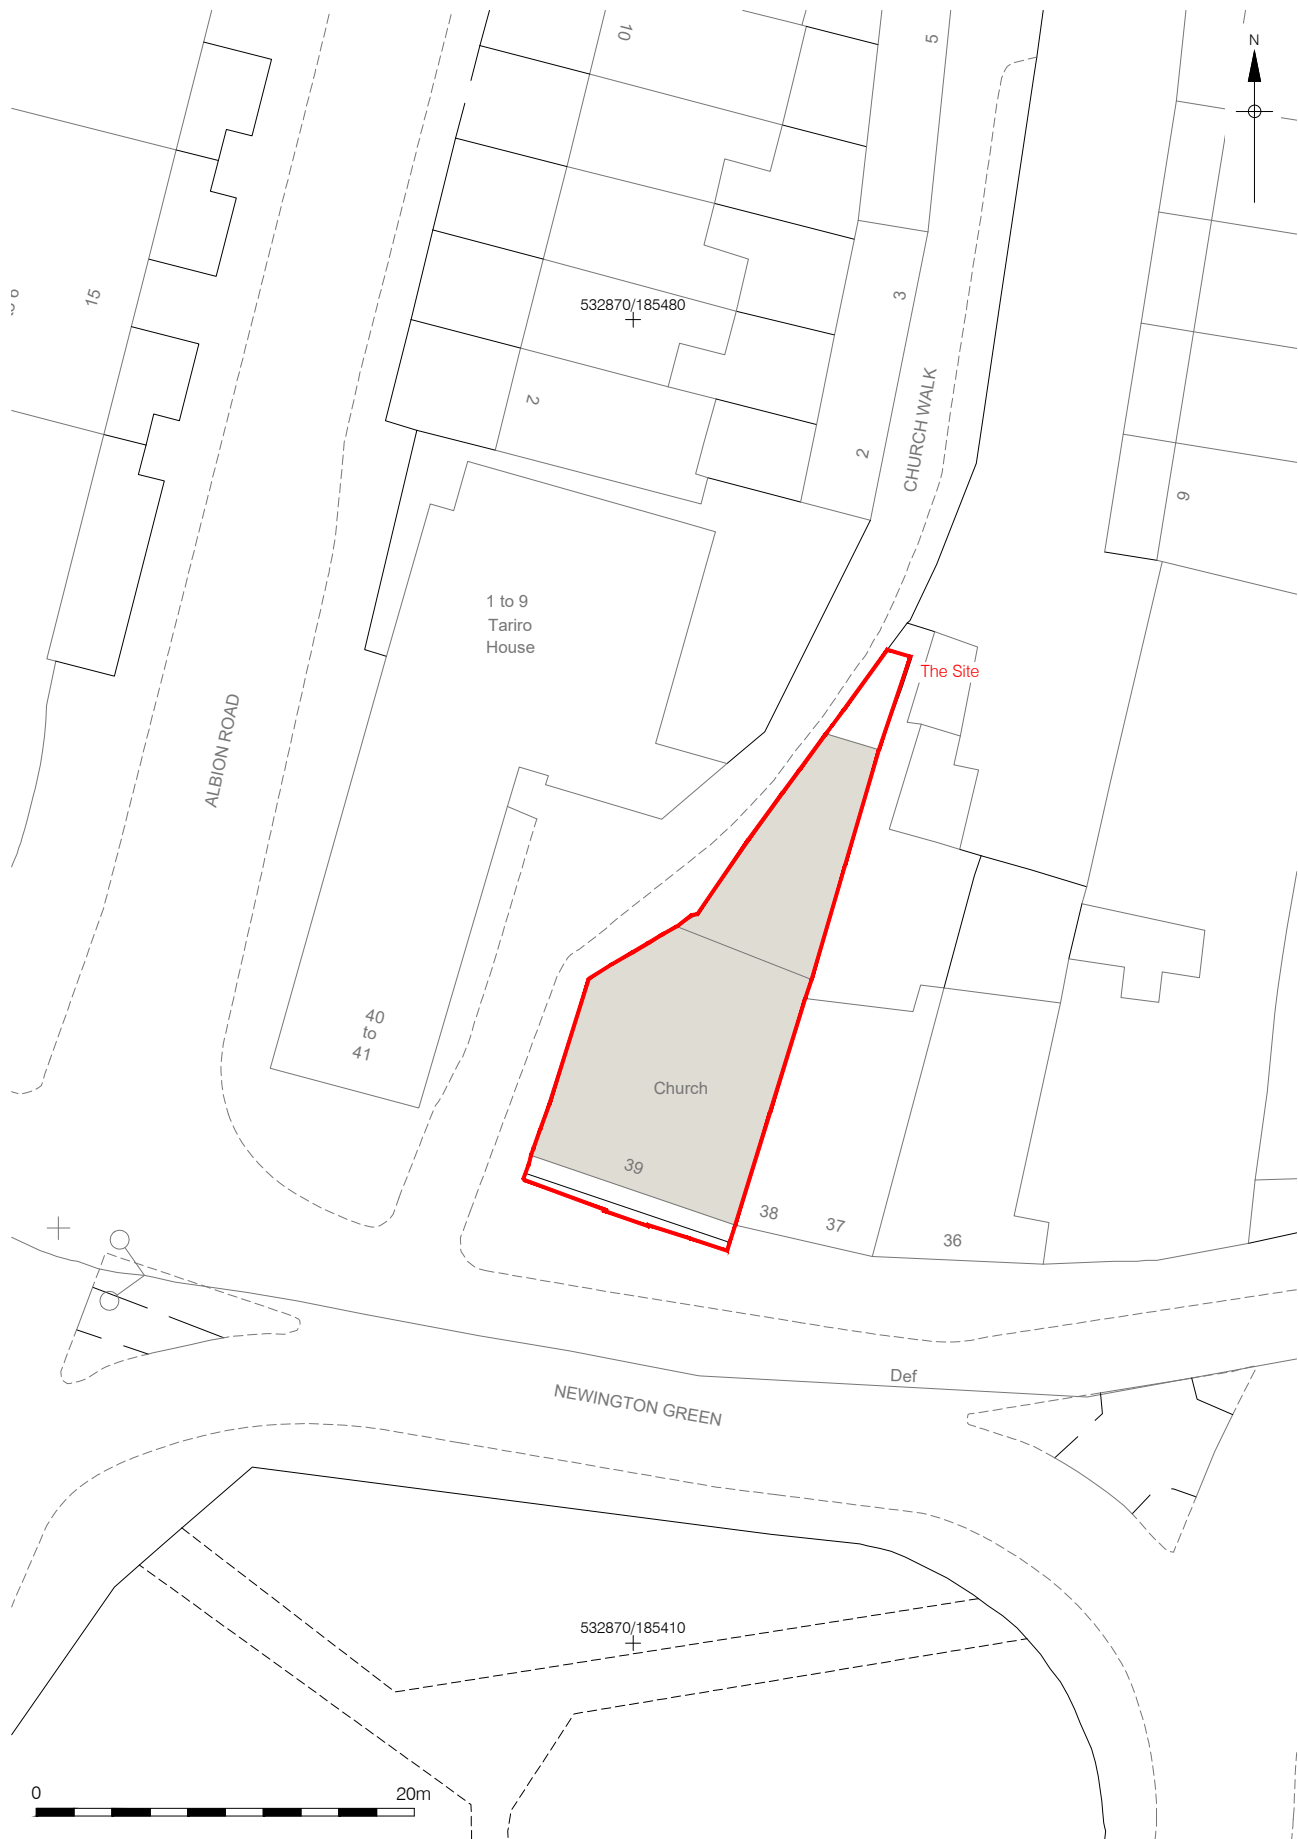 10
5
N
15
532870/185480
3
CHURCH WALK
2
2
9
1 to 9
Tariro
House
The Site
ALBION ROAD
40
to
41
Church
39
38
37
36
Def
NEWINGTON GREEN
532870/185410
0
20m